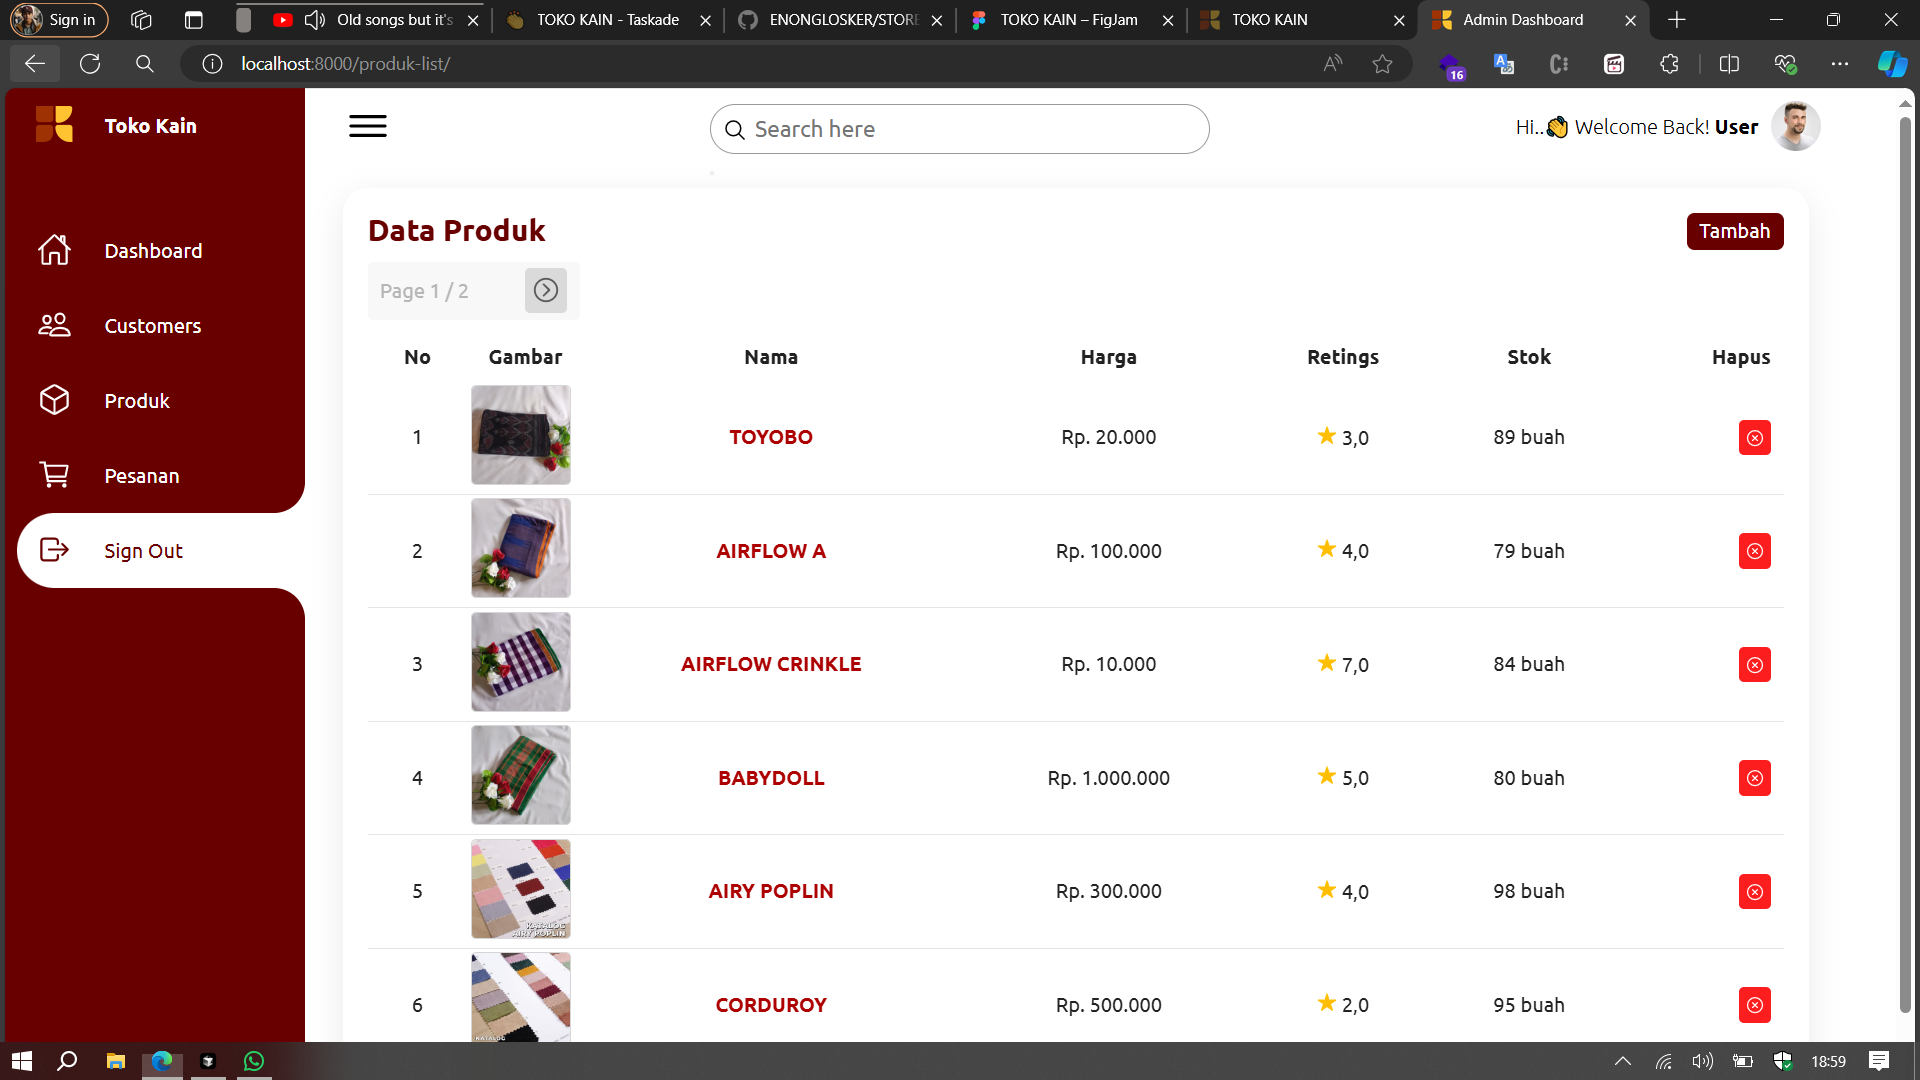 Sign in
Old songs but it's
TOKO KAIN - Taskade
ENONGLOSKER/STORE
TOKO KAIN – FigJam
TOKO KAIN
Admin Dashboard
localhost:8000/produk-list/
16
Toko Kain
Search here
Hi..👋 Welcome Back! User
Dashboard
Customers
Produk
Pesanan
Sign Out
Data Produk
Tambah
Page 1 / 2
No Gambar Nama Harga Retings Stok Hapus
1 TOYOBO Rp. 20.000 3,0 89 buah
2 AIRFLOW A Rp. 100.000 4,0 79 buah
3 AIRFLOW CRINKLE Rp. 10.000 7,0 84 buah
4 BABYDOLL Rp. 1.000.000 5,0 80 buah
5 AIRY POPLIN Rp. 300.000 4,0 98 buah
KATALOG
AIRY POPLIN
6 CORDUROY Rp. 500.000 2,0 95 buah
KATALOG
18:59